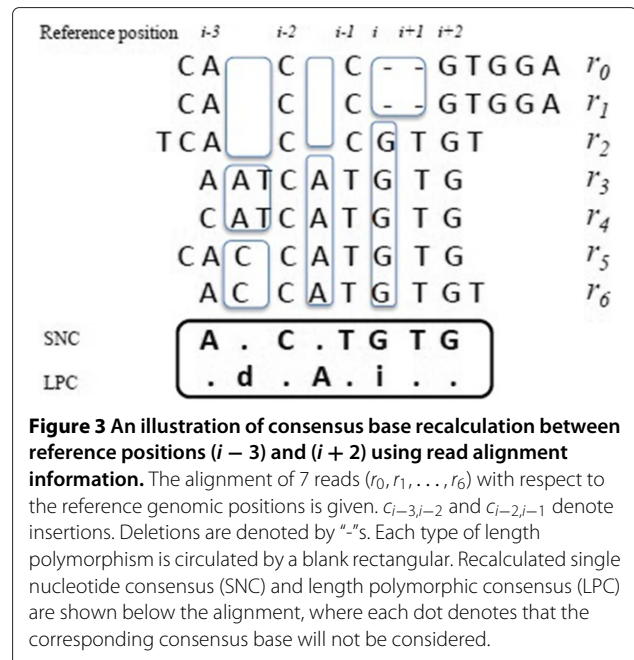 Reference position i-3 i-2 i-1 i i+1 i+2
C A C C - - G T G G A r₀
C A C C - - G T G G A r₁
T C A C C G T G T r₂
A A T C A T G T G r₃
C A T C A T G T G r₄
C A C C A T G T G r₅
A C C A T G T G T r₆
SNC A . C . T G T G
LPC . d . A . i . .
Figure 3 An illustration of consensus base recalculation between
reference positions (i − 3) and (i + 2) using read alignment
information. The alignment of 7 reads (r₀, r₁, . . . , r₆) with respect to
the reference genomic positions is given. cᵢ₋₃,ᵢ₋₂ and cᵢ₋₂,ᵢ₋₁ denote
insertions. Deletions are denoted by “-”s. Each type of length
polymorphism is circulated by a blank rectangular. Recalculated single
nucleotide consensus (SNC) and length polymorphic consensus (LPC)
are shown below the alignment, where each dot denotes that the
corresponding consensus base will not be considered.